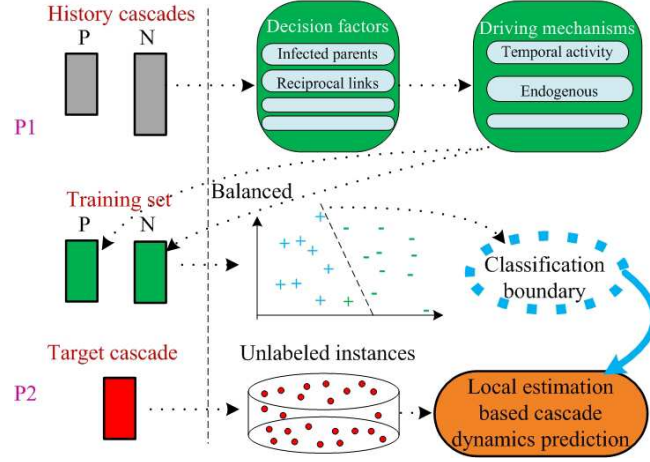 History cascades
P
N
P1
Decision factors
Infected parents
Reciprocal links
Driving mechanisms
Temporal activity
Endogenous
Training set
P
N
Balanced
Classification
boundary
Target cascade
P2
Unlabeled instances
Local estimation
based cascade
dynamics prediction